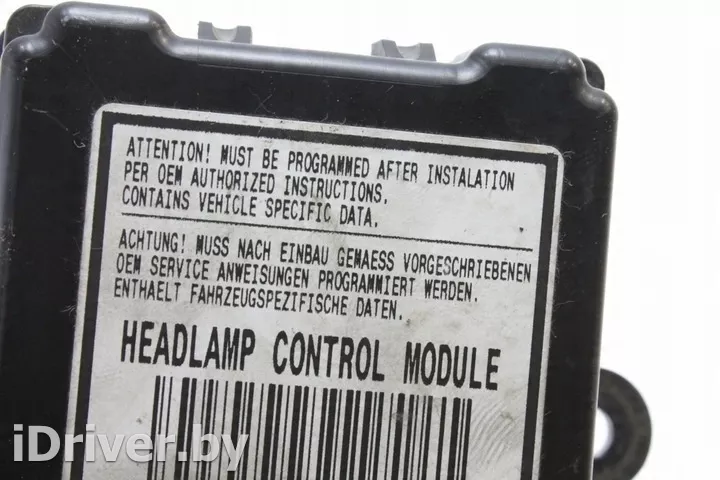 ATTENTION! MUST BE PROGRAMMED AFTER INSTALATION
PER OEM AUTHORIZED INSTRUCTIONS.
CONTAINS VEHICLE SPECIFIC DATA.
ACHTUNG! MUSS NACH EINBAU GEMAESS VORGESCHRIEBENEN
OEM SERVICE ANWEISUNGEN PROGRAMMIERT WERDEN.
ENTHAELT FAHRZEUGSPEZIFISCHE DATEN.
HEADLAMP CONTROL MODULE
iDriver.by